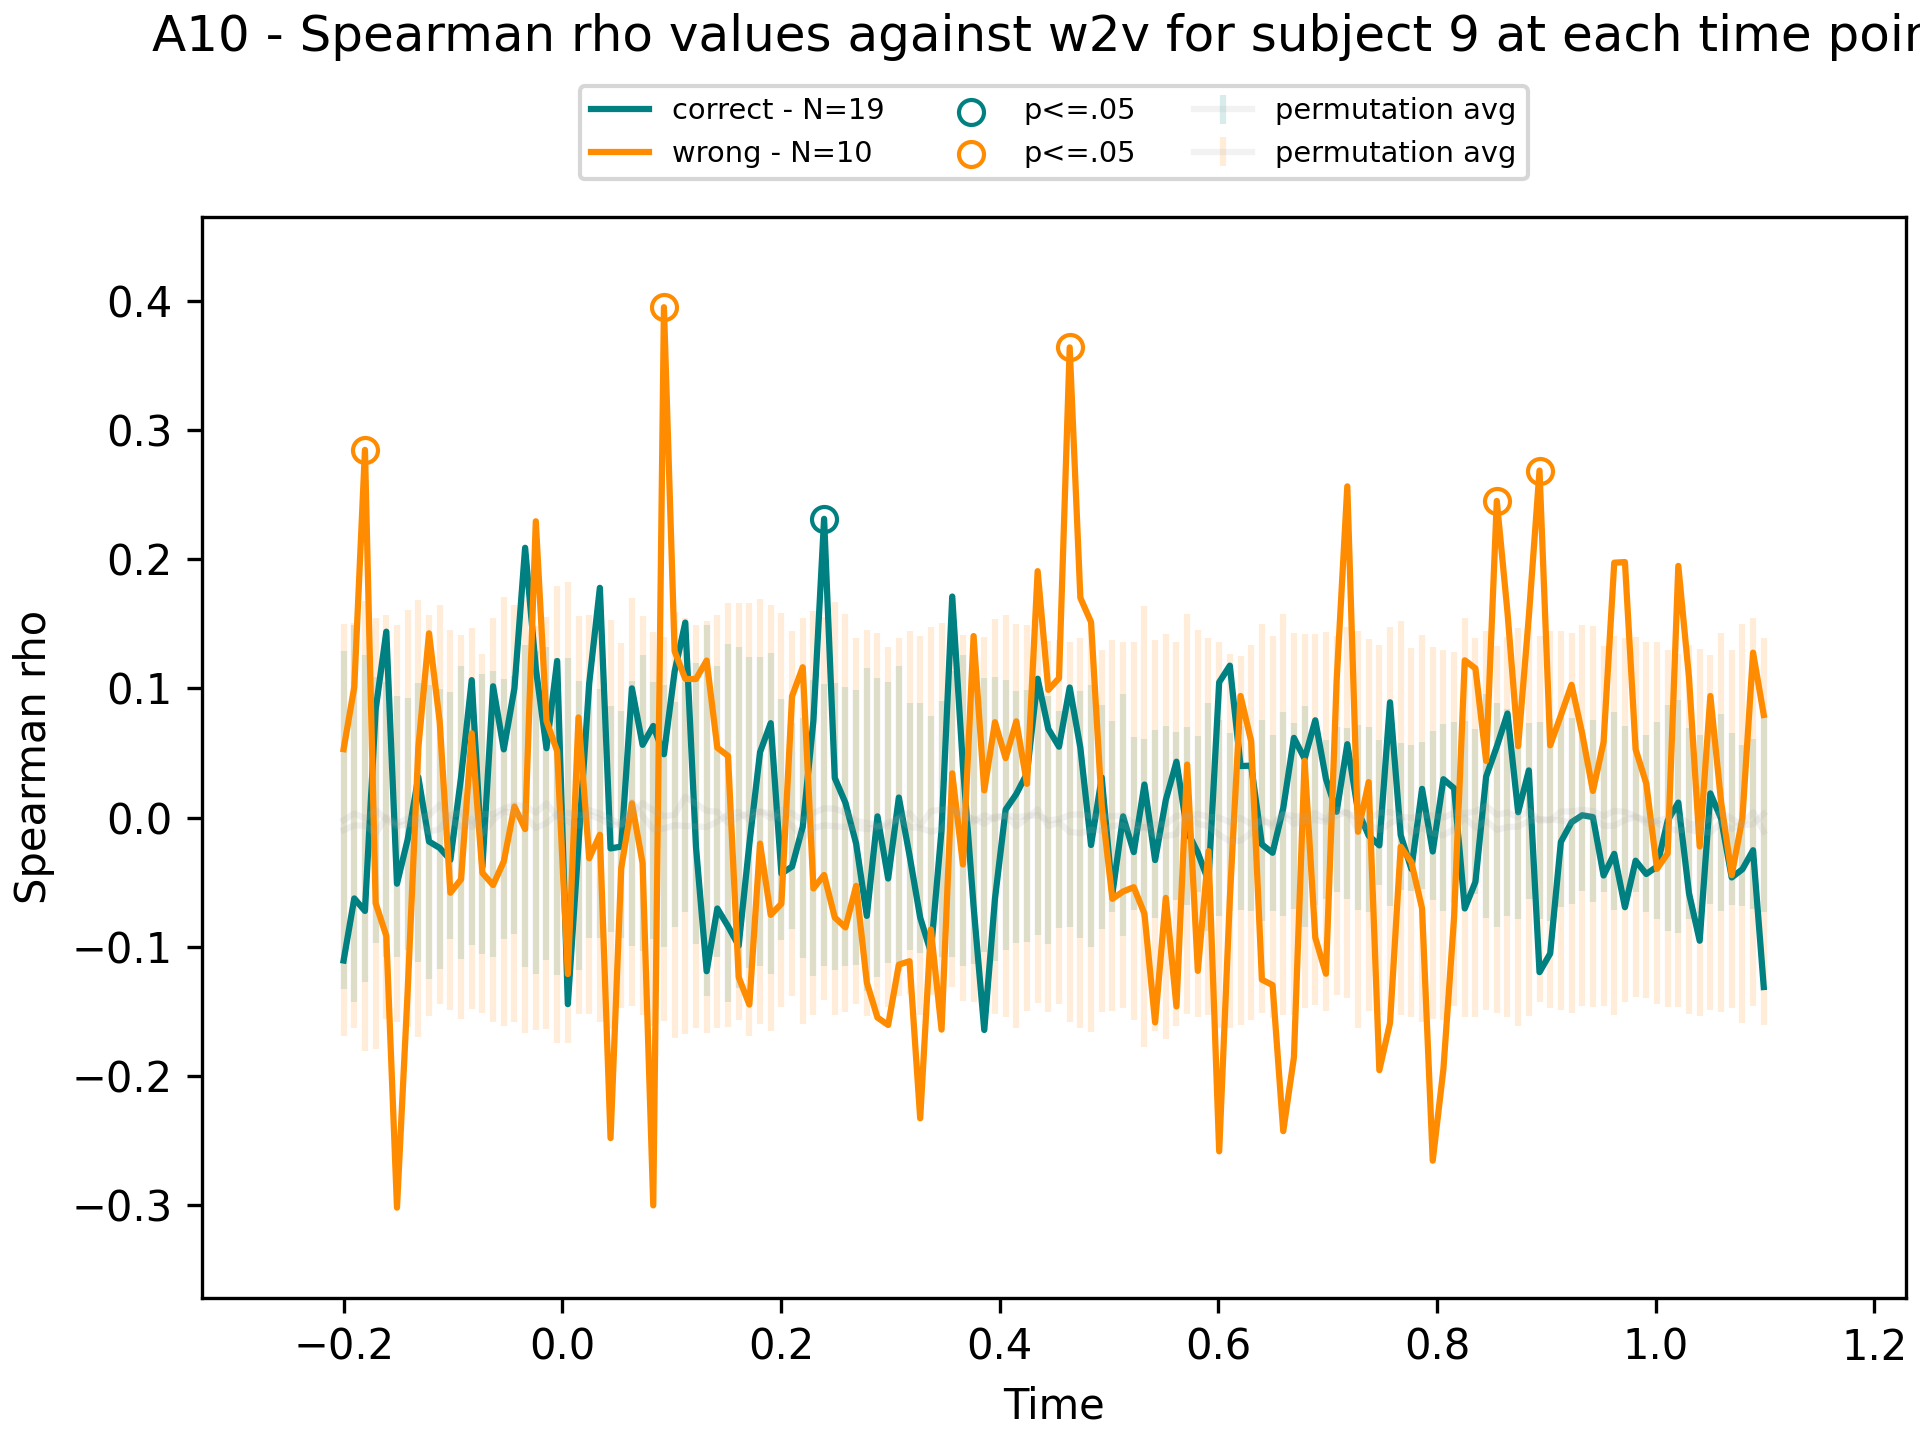 A10 - Spearman rho values against w2v for subject 9 at each time
correct - N=19 p<=.05 permutation avg
wrong - N=10 p<=.05 permutation avg
0.4
0.3
0.2
0.1
0.0
−0.1
−0.2
−0.3
Spearman rho
−0.2 0.0 0.2 0.4 0.6 0.8 1.0 1.2
Time